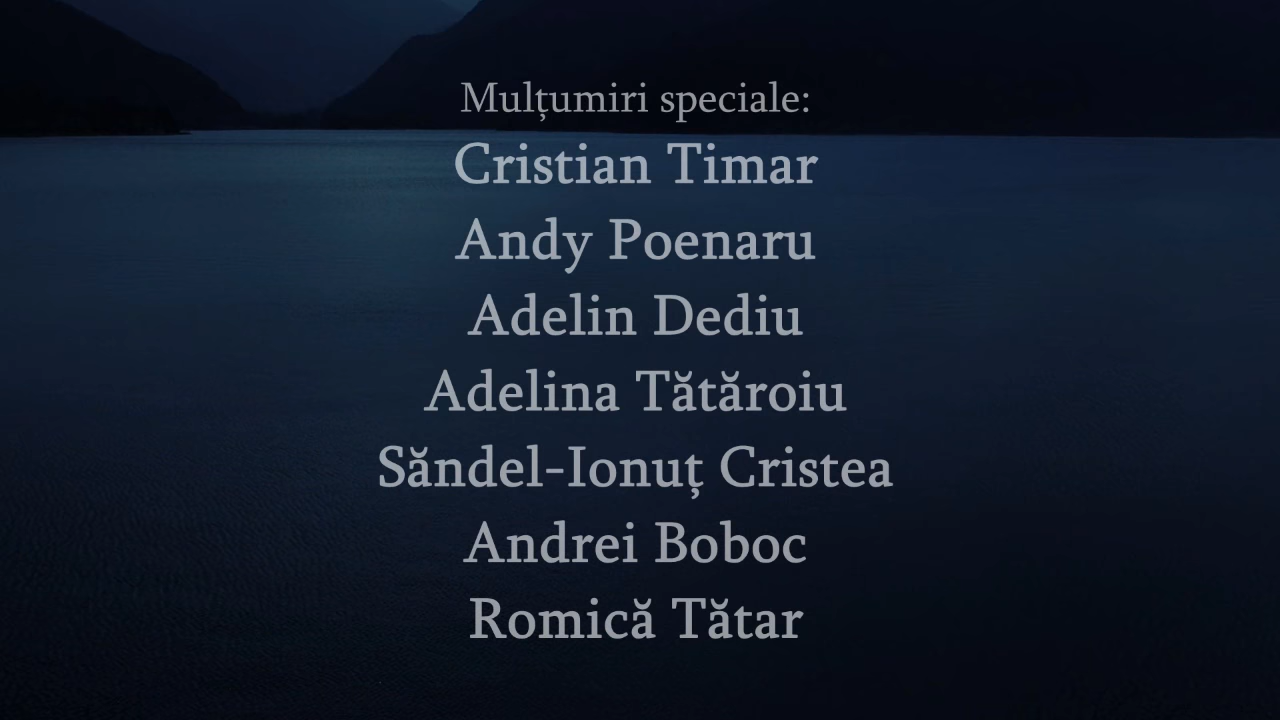 Mulțumiri speciale:
Cristian Timar
Andy Poenaru
Adelin Dediu
Adelina Tătăroiu
Săndel-Ionuț Cristea
Andrei Boboc
Romică Tătar